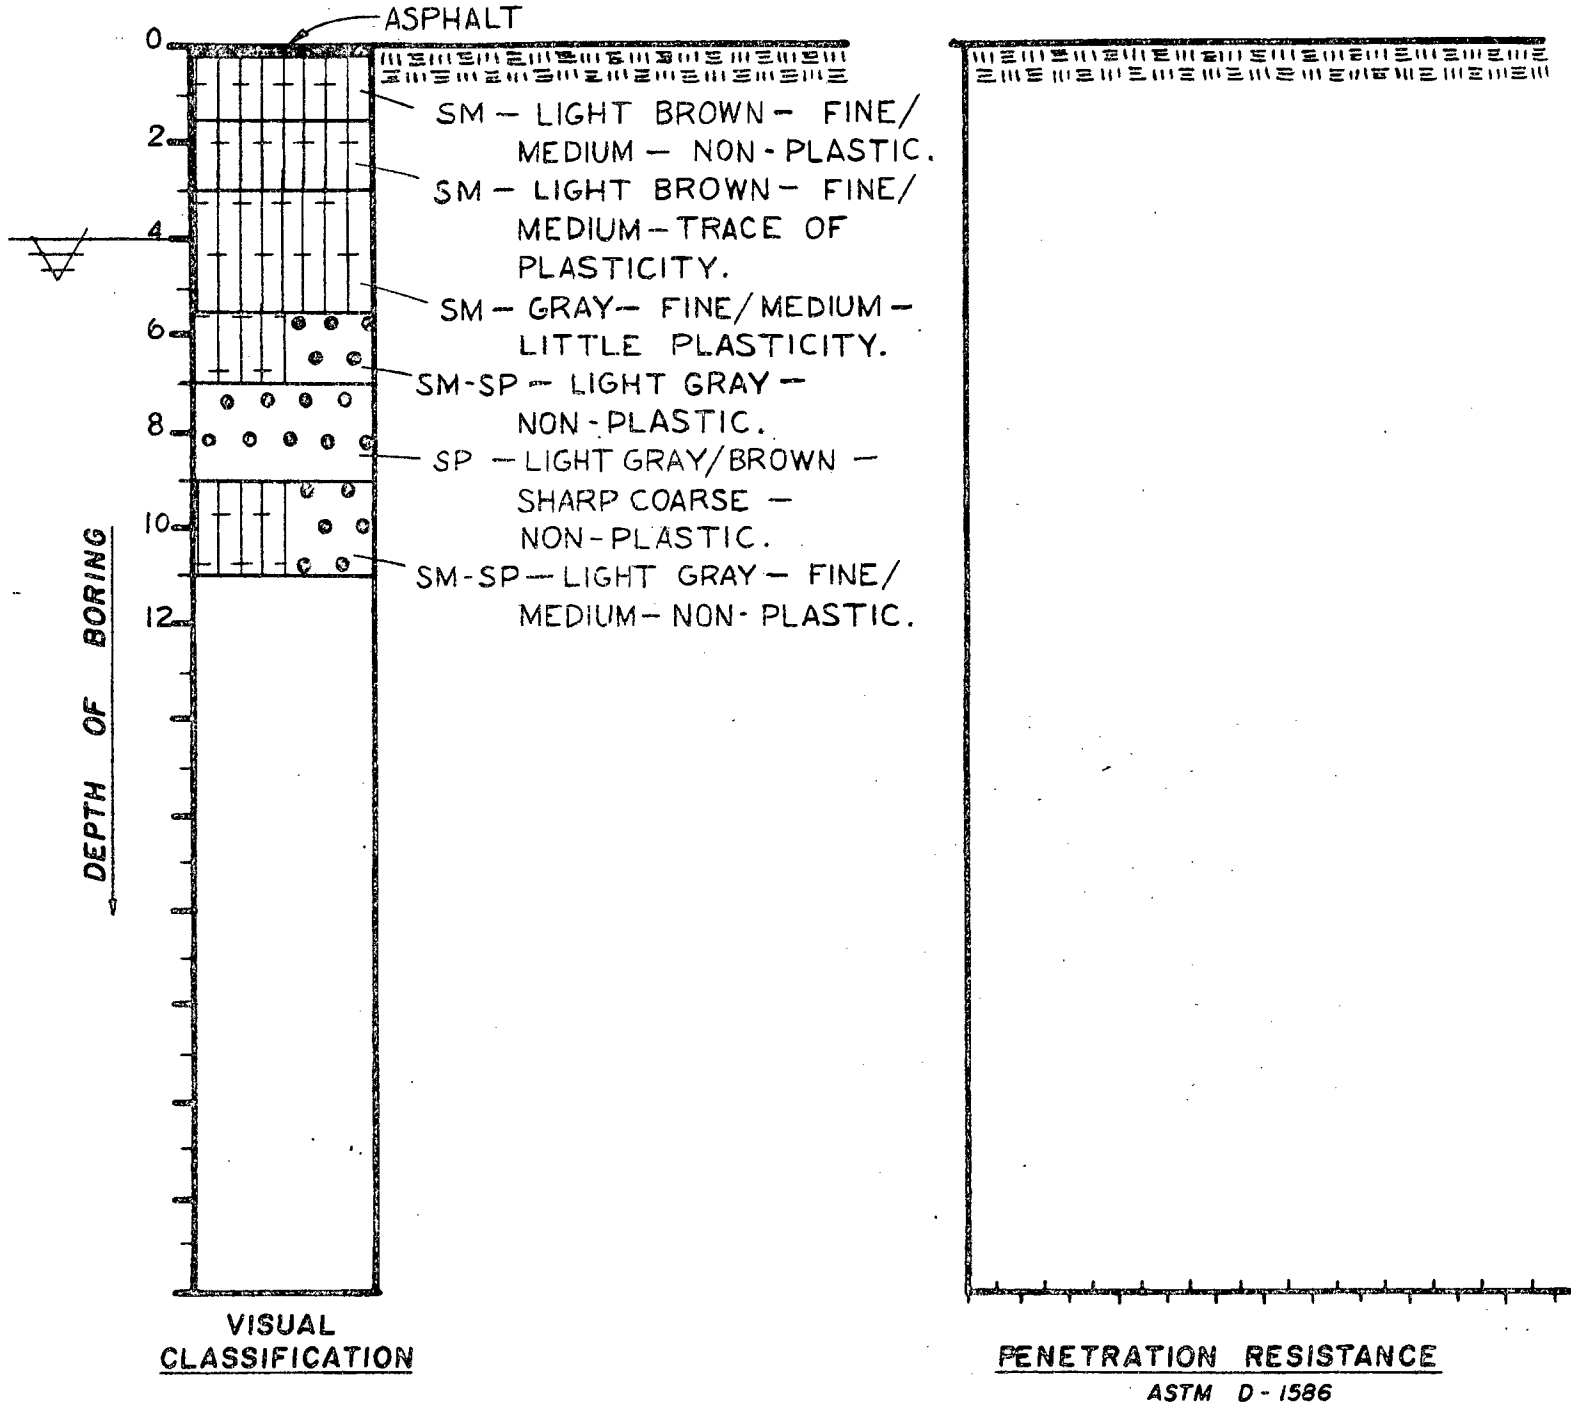 ASPHALT
0
SM - LIGHT BROWN - FINE/
2
MEDIUM - NON-PLASTIC.
SM - LIGHT BROWN - FINE/
4
MEDIUM - TRACE OF
PLASTICITY.
SM - GRAY - FINE/MEDIUM -
6
LITTLE PLASTICITY.
SM-SP - LIGHT GRAY -
8
NON-PLASTIC.
SP - LIGHT GRAY/BROWN -
SHARP COARSE -
10
NON-PLASTIC.
SM-SP - LIGHT GRAY - FINE/
12
MEDIUM - NON-PLASTIC.
DEPTH OF BORING
VISUAL
CLASSIFICATION
PENETRATION RESISTANCE
ASTM D-1586